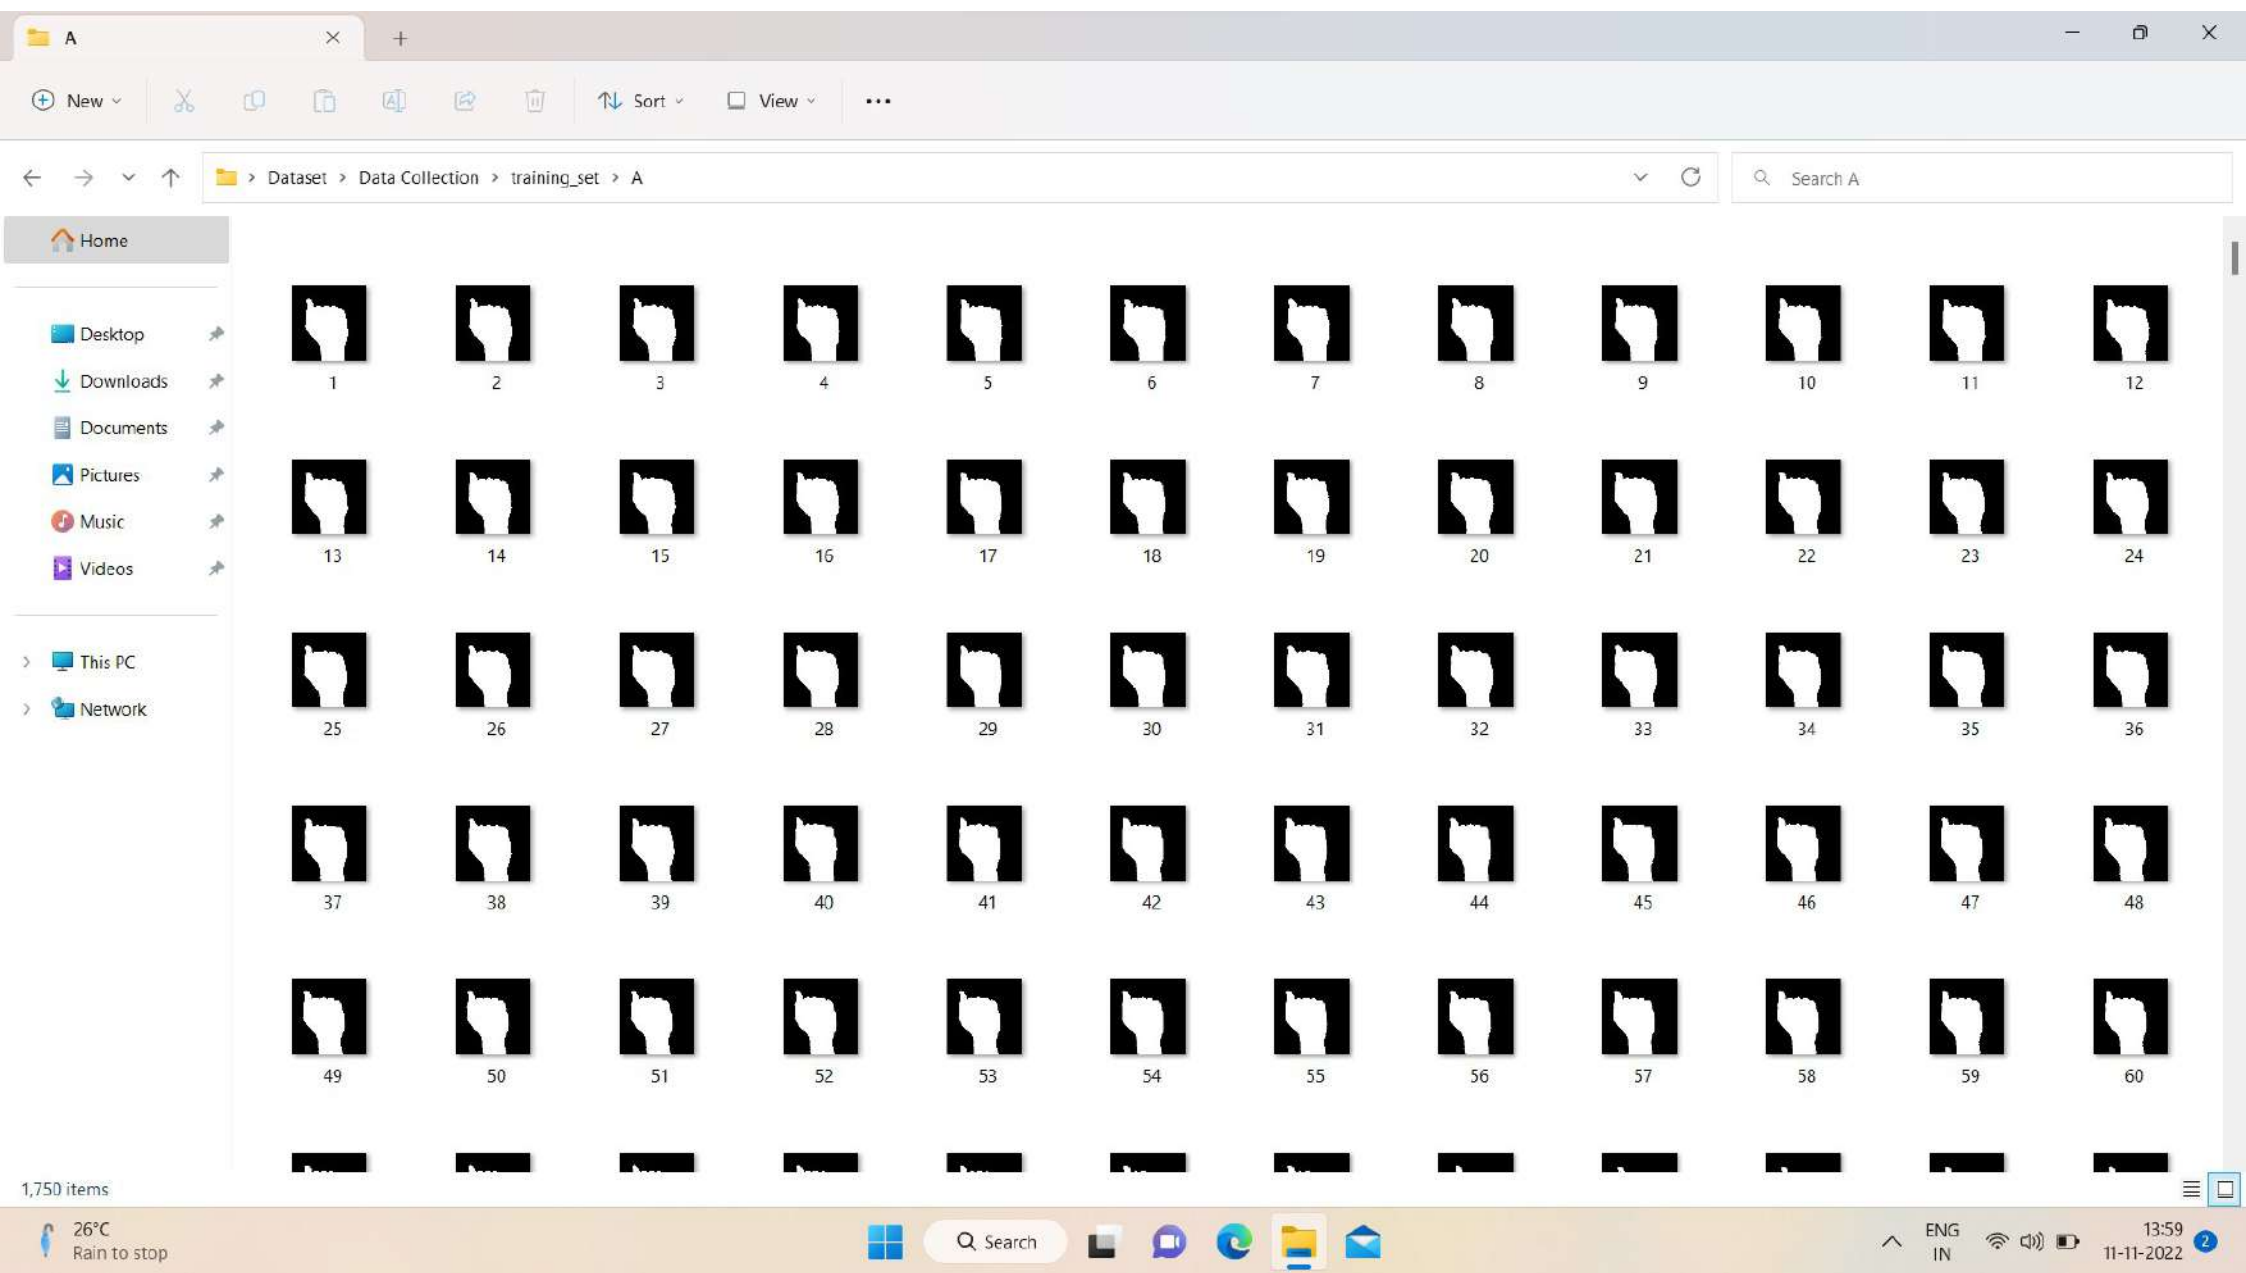 A
New
Sort
View
Dataset > Data Collection > training_set > A
Search A
Home
Desktop
Downloads
Documents
Pictures
Music
Videos
This PC
Network
1 2 3 4 5 6 7 8 9 10 11 12
13 14 15 16 17 18 19 20 21 22 23 24
25 26 27 28 29 30 31 32 33 34 35 36
37 38 39 40 41 42 43 44 45 46 47 48
49 50 51 52 53 54 55 56 57 58 59 60
1,750 items
26°C
Rain to stop
Search
ENG
IN
13:59
11-11-2022
2